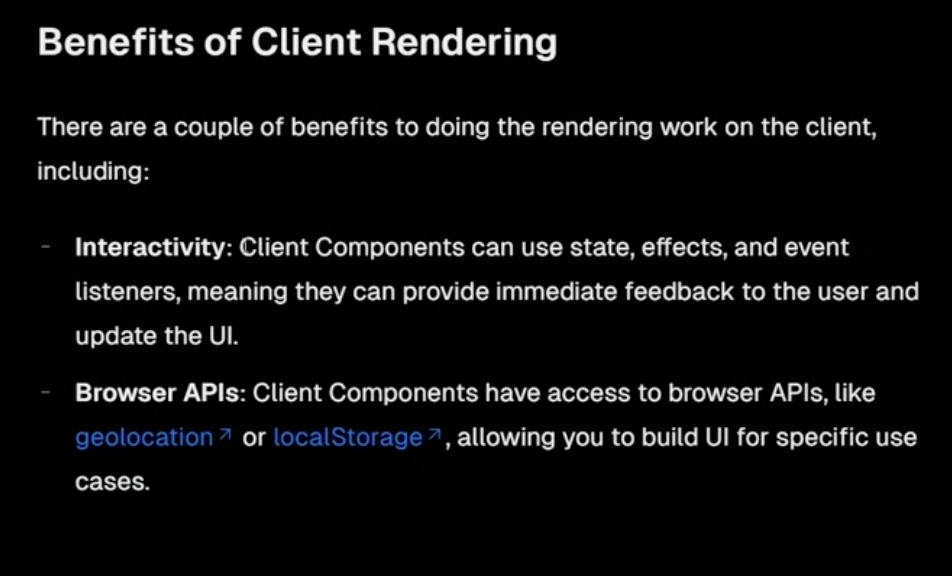 Benefits of Client Rendering
There are a couple of benefits to doing the rendering work on the client,
including:
- Interactivity: Client Components can use state, effects, and event
listeners, meaning they can provide immediate feedback to the user and
update the UI.
- Browser APIs: Client Components have access to browser APIs, like
geolocation↗ or localStorage↗, allowing you to build UI for specific use
cases.